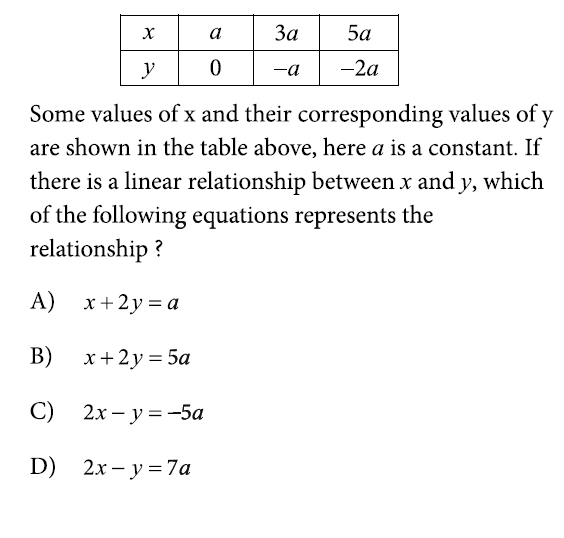 x a 3a 5a
y 0 −a −2a
Some values of x and their corresponding values of y
are shown in the table above, here a is a constant. If
there is a linear relationship between x and y, which
of the following equations represents the
relationship ?
A) x + 2y = a
B) x + 2y = 5a
C) 2x − y = −5a
D) 2x − y = 7a